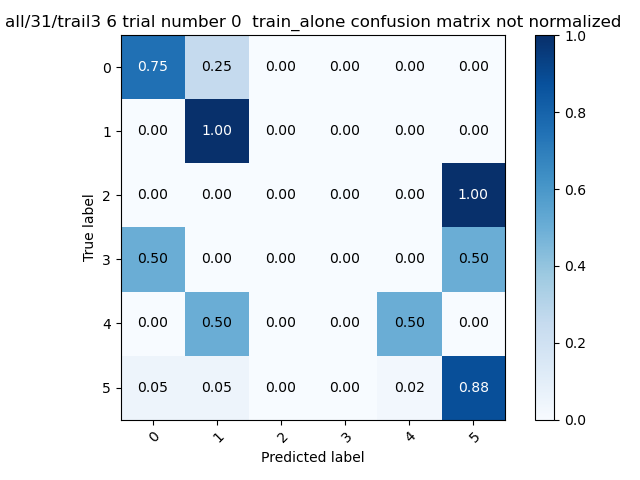 all/31/trail3 6 trial number 0  train_alone confusion matrix not normalized
True label
0 0.75 0.25 0.00 0.00 0.00 0.00
1 0.00 1.00 0.00 0.00 0.00 0.00
2 0.00 0.00 0.00 0.00 0.00 1.00
3 0.50 0.00 0.00 0.00 0.00 0.50
4 0.00 0.50 0.00 0.00 0.50 0.00
5 0.05 0.05 0.00 0.00 0.02 0.88
0 1 2 3 4 5
Predicted label
1.0
0.8
0.6
0.4
0.2
0.0